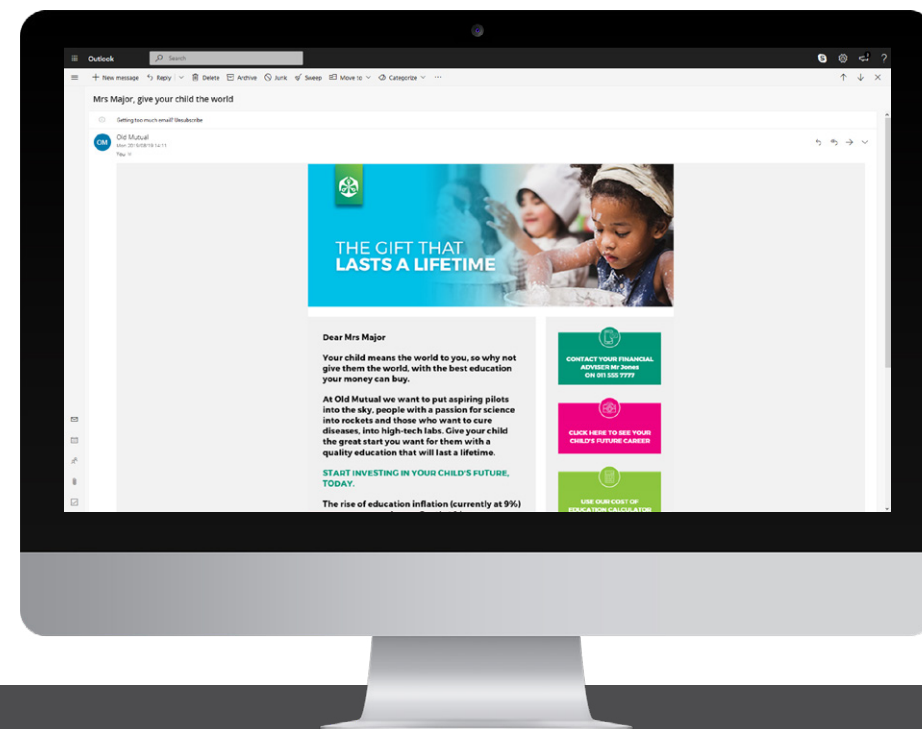 Outlook
Search
New message Reply Delete Archive Junk Sweep Move to Categorize
Mrs Major, give your child the world
Getting too much email? Unsubscribe
OM
Old Mutual
Mon 2019/08/19 14:11
You
THE GIFT THAT
LASTS A LIFETIME
Dear Mrs Major
Your child means the world to you, so why not
give them the world, with the best education
your money can buy.
At Old Mutual we want to put aspiring pilots
into the sky, people with a passion for science
into rockets and those who want to cure
diseases, into high-tech labs. Give your child
the great start you want for them with a
quality education that will last a lifetime.
START INVESTING IN YOUR CHILD'S FUTURE,
TODAY.
The rise of education inflation (currently at 9%)
CONTACT YOUR FINANCIAL
ADVISER Mr Jones
ON 011 555 7777
CLICK HERE TO SEE YOUR
CHILD'S FUTURE CAREER
USE OUR COST OF
EDUCATION CALCULATOR